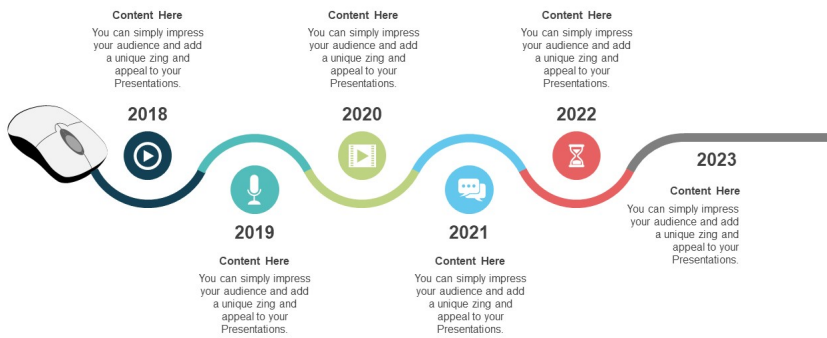 Content Here
You can simply impress
your audience and add
a unique zing and
appeal to your
Presentations.
2018
2019
Content Here
You can simply impress
your audience and add
a unique zing and
appeal to your
Presentations.
Content Here
You can simply impress
your audience and add
a unique zing and
appeal to your
Presentations.
2020
2021
Content Here
You can simply impress
your audience and add
a unique zing and
appeal to your
Presentations.
Content Here
You can simply impress
your audience and add
a unique zing and
appeal to your
Presentations.
2022
2023
Content Here
You can simply impress
your audience and add
a unique zing and
appeal to your
Presentations.